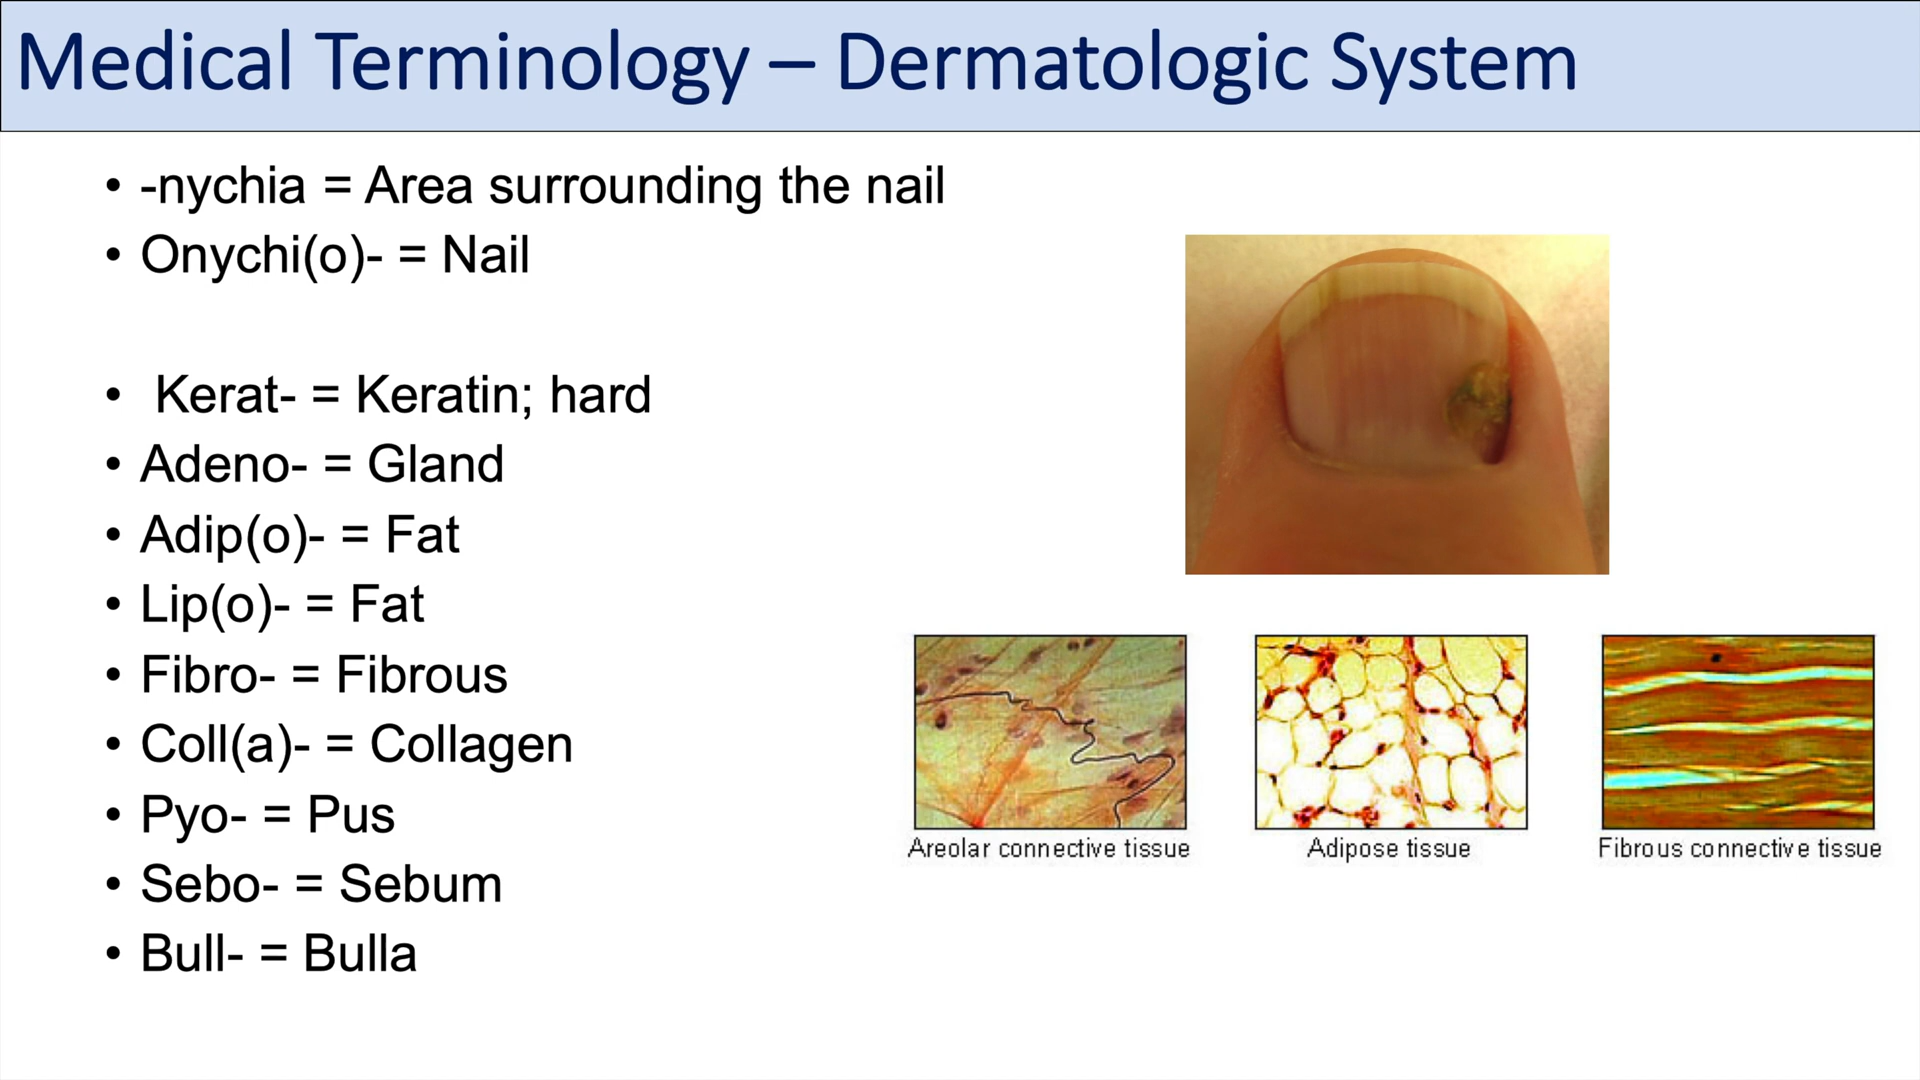 Medical Terminology – Dermatologic System
• -nychia = Area surrounding the nail
• Onychi(o)- = Nail
• Kerat- = Keratin; hard
• Adeno- = Gland
• Adip(o)- = Fat
• Lip(o)- = Fat
• Fibro- = Fibrous
• Coll(a)- = Collagen
• Pyo- = Pus
• Sebo- = Sebum
• Bull- = Bulla
Areolar connective tissue
Adipose tissue
Fibrous connective tissue